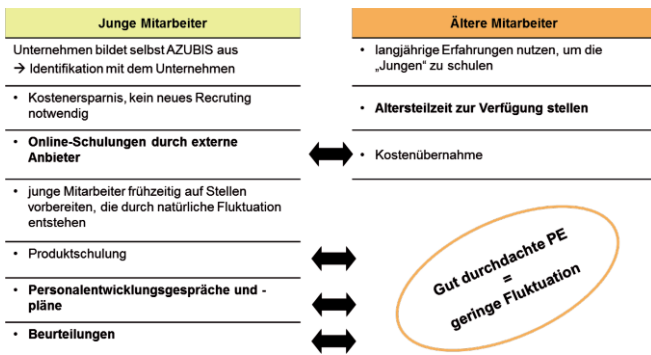 Junge Mitarbeiter
Unternehmen bildet selbst AZUBIS aus
→ Identifikation mit dem Unternehmen
• Kostenersparnis, kein neues Recruting
notwendig
• Online-Schulungen durch externe
Anbieter
• junge Mitarbeiter frühzeitig auf Stellen
vorbereiten, die durch natürliche Fluktuation
entstehen
• Produktschulung
• Personalentwicklungsgespräche und -
pläne
• Beurteilungen
Ältere Mitarbeiter
• langjährige Erfahrungen nutzen, um die
„Jungen“ zu schulen
• Altersteilzeit zur Verfügung stellen
• Kostenübernahme
Gut durchdachte PE
=
geringe Fluktuation